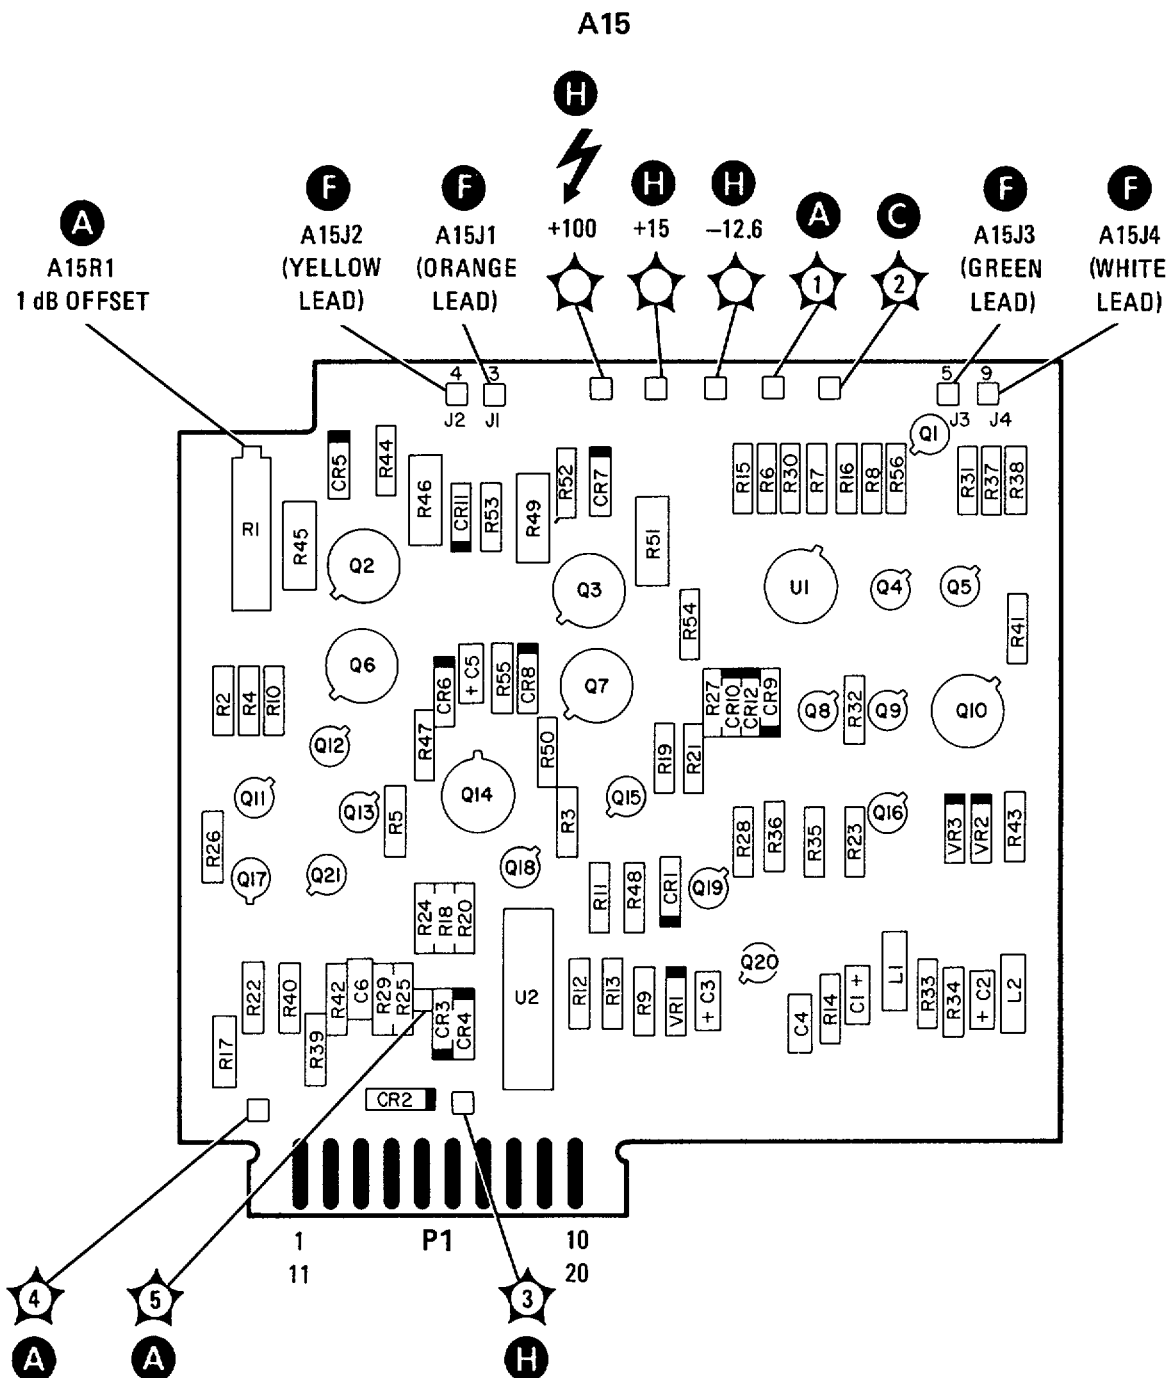 A15
H
F F H H A C F F
A +100 +15 −12.6
A15R1 A15J2 A15J1 A15J3 A15J4
1 dB OFFSET (YELLOW (ORANGE (GREEN (WHITE
LEAD) LEAD) 1 2 LEAD) LEAD)
4 3 5 9
J2 J1 J3 J4
Q1
CR5 R44 R46 CR11 R53 R49 R52 CR7 R15 R6 R30 R7 R16 R8 R56 R31 R37 R38
R1 R45 R51
Q2 Q3 U1 Q4 Q5
R54 R41
Q6 CR6 + C5 R55 CR8 Q7
R2 R4 R10 R27 CR10 CR12 CR9 Q8 R32 Q9 Q10
Q12 R47 R50 R19 R21
Q11 Q13 R5 Q14 R3 Q15 Q16
R26 R28 R36 R35 R23 VR3 VR2 R43
Q17 Q21 Q18 R11 R48 CR1 Q19
R24 R18 R20
Q20
R22 R40 R42 C6 R29 R25 U2 R12 R13 R9 VR1 + C3 L1
CR3 CR4 C4 R14 C1 + R33 R34 + C2 L2
R17 R39
CR2
1 P1 10
11 20
4 5 3
A A H